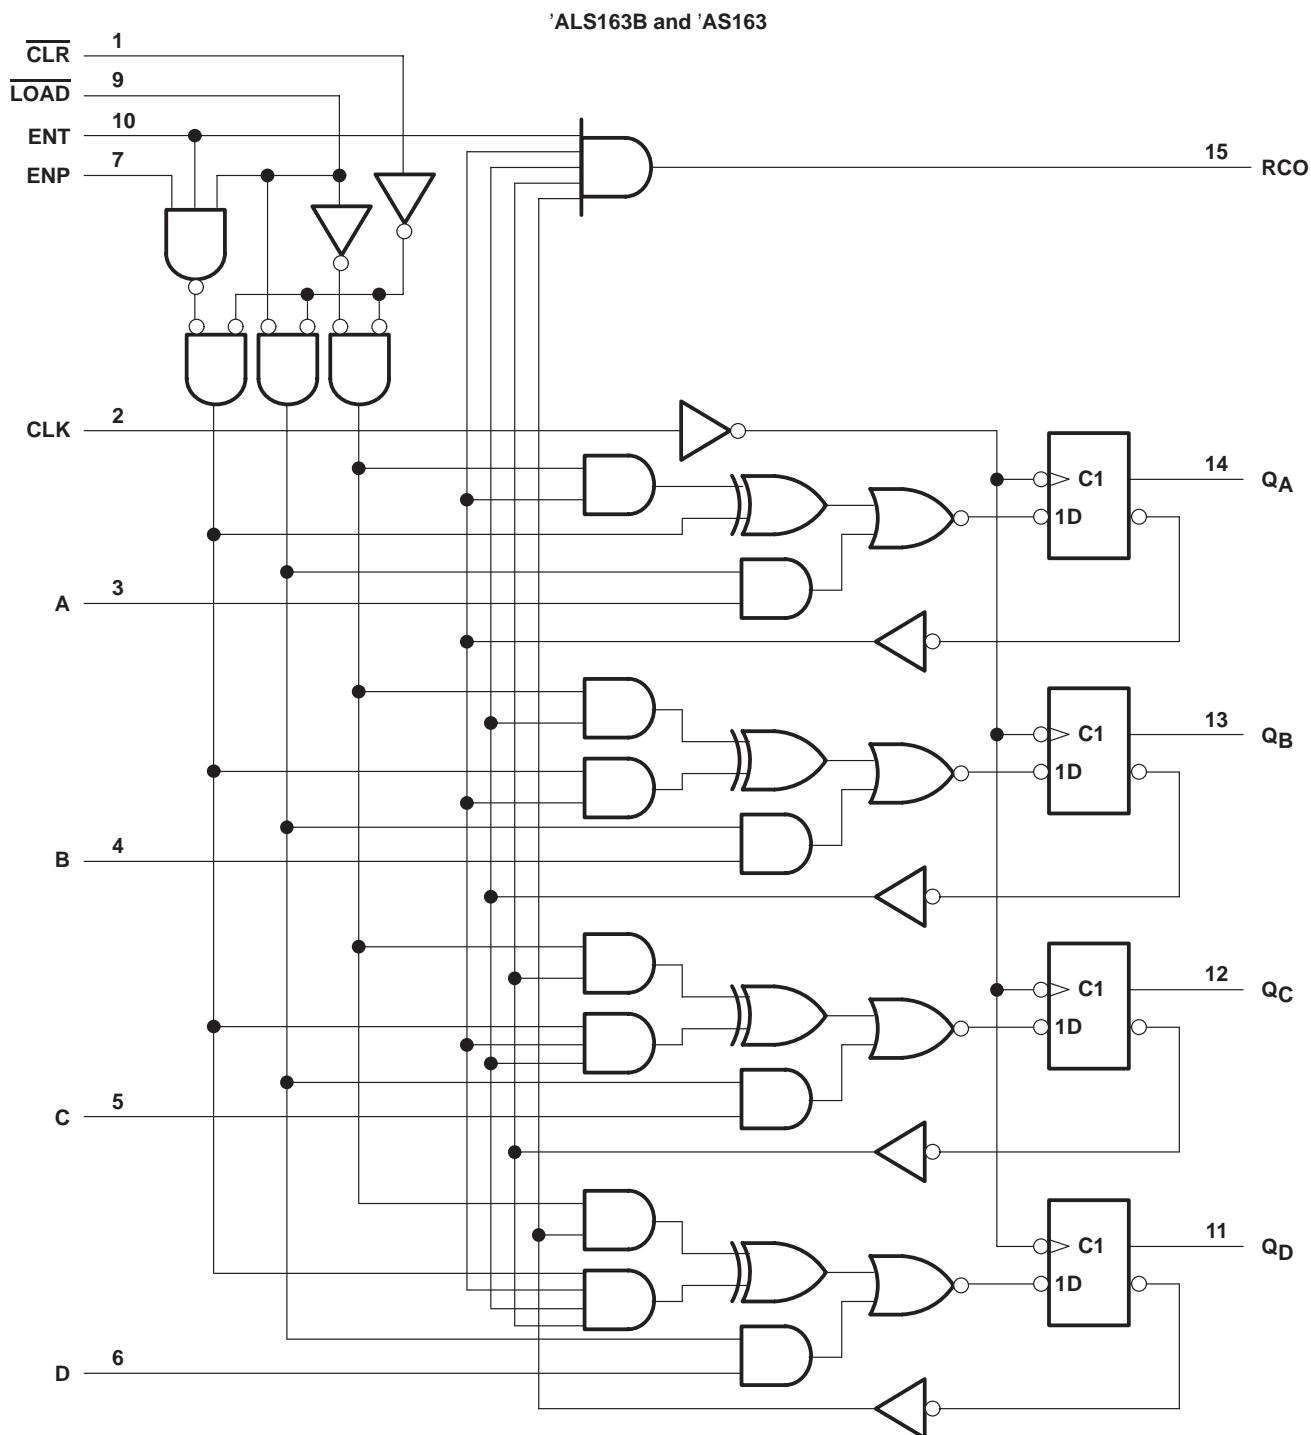 ’ALS163B and ’AS163
CLR 1
LOAD 9
ENT 10
ENP 7
15 RCO
CLK 2
C1 14 QA
1D
A 3
C1 13 QB
1D
B 4
C1 12 QC
1D
C 5
C1 11 QD
1D
D 6